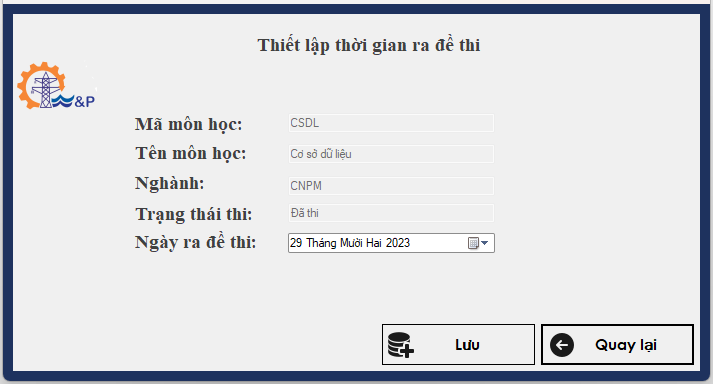 Thiết lập thời gian ra đề thi
&P
Mã môn học: CSDL
Tên môn học: Cơ sở dữ liệu
Nghành: CNPM
Trạng thái thi: Đã thi
Ngày ra đề thi: 29 Tháng Mười Hai 2023
Lưu Quay lại